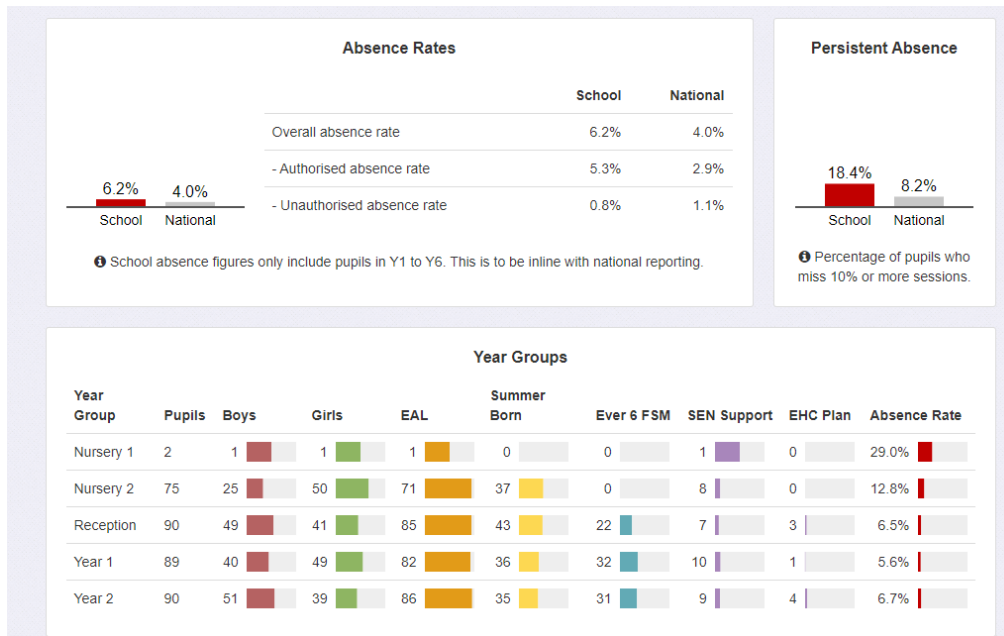 Absence Rates
School National
Overall absence rate 6.2% 4.0%
- Authorised absence rate 5.3% 2.9%
- Unauthorised absence rate 0.8% 1.1%
6.2% 4.0%
School National
School absence figures only include pupils in Y1 to Y6. This is to be inline with national reporting.
Persistent Absence
18.4% 8.2%
School National
Percentage of pupils who
miss 10% or more sessions.
Year Groups
Year Group Pupils Boys Girls EAL Summer Born Ever 6 FSM SEN Support EHC Plan Absence Rate
Nursery 1 2 1 1 1 0 0 1 0 29.0%
Nursery 2 75 25 50 71 37 0 8 0 12.8%
Reception 90 49 41 85 43 22 7 3 6.5%
Year 1 89 40 49 82 36 32 10 1 5.6%
Year 2 90 51 39 86 35 31 9 4 6.7%